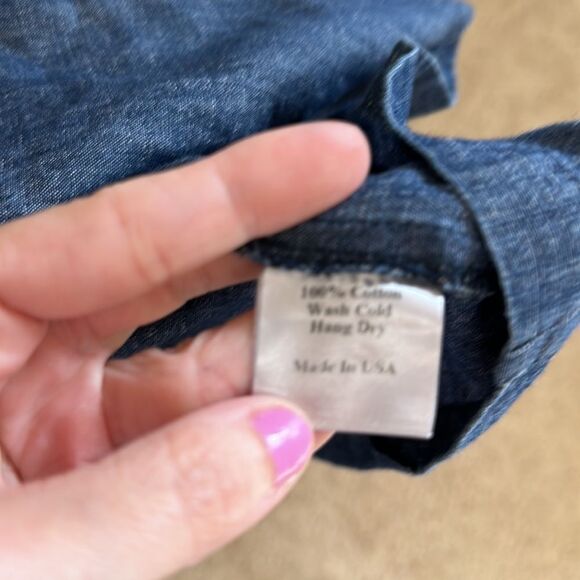 100% Cotton
Wash Cold
Hang Dry
Made In USA